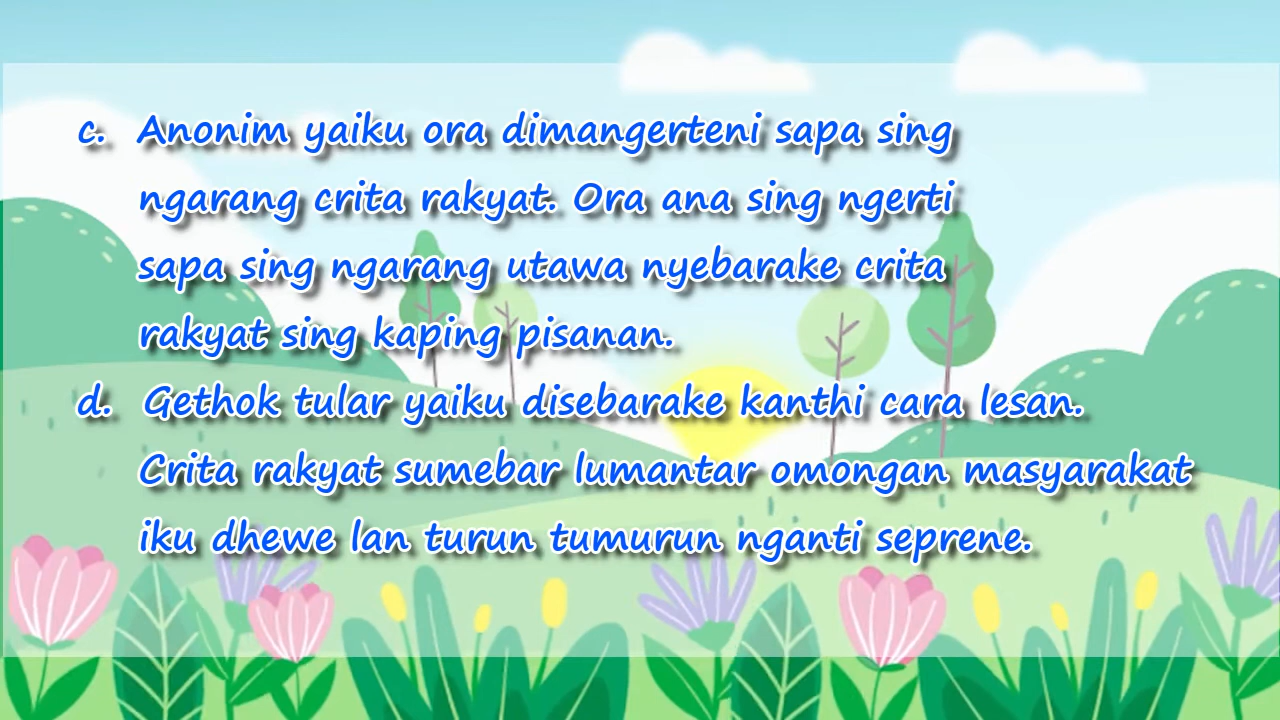 c. Anonim yaiku ora dimangerteni sapa sing
ngarang crita rakyat. Ora ana sing ngerti
sapa sing ngarang utawa nyebarake crita
rakyat sing kaping pisanan.
d. Gethok tular yaiku disebarake kanthi cara lesan.
Crita rakyat sumebar lumantar omongan masyarakat
iku dhewe lan turun tumurun nganti seprene.